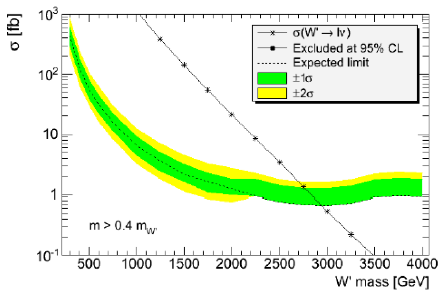 σ [fb]
10³
10²
10
1
10⁻¹
σ(W' → lν)
Excluded at 95% CL
Expected limit
±1σ
±2σ
m > 0.4 m_W'
500 1000 1500 2000 2500 3000 3500 4000
W' mass [GeV]